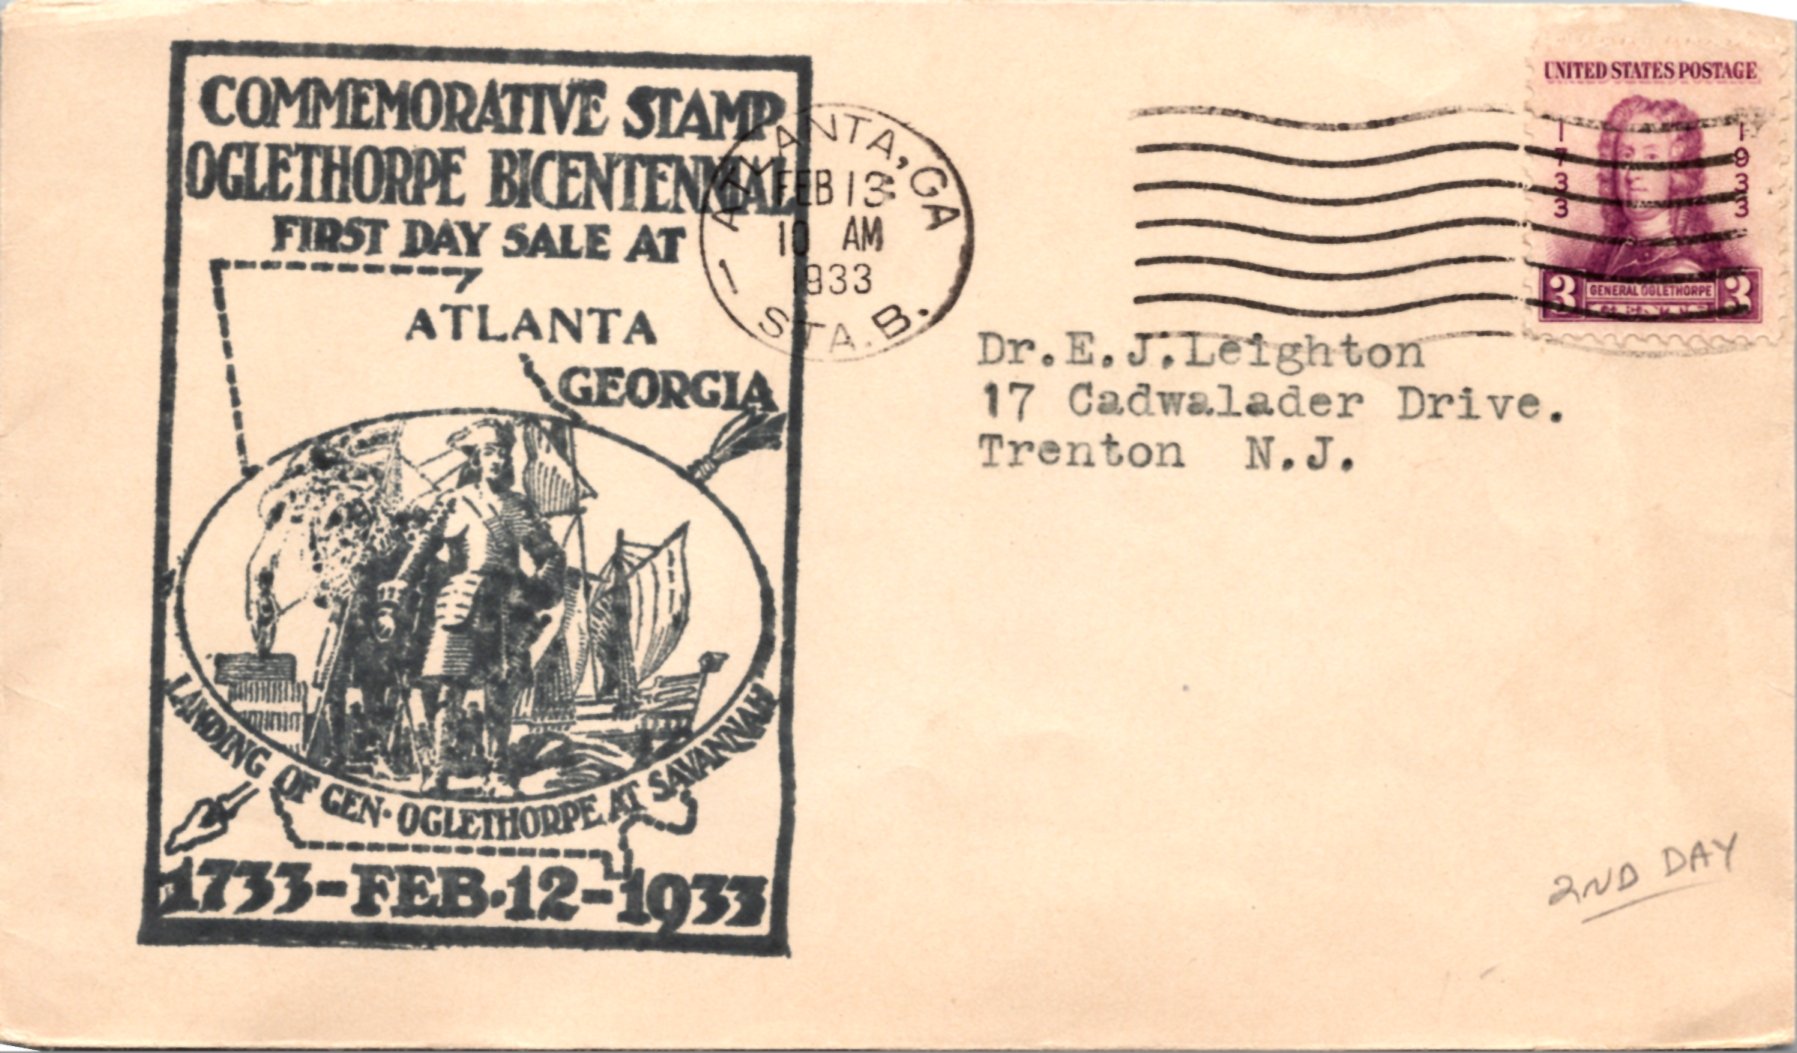 COMMEMORATIVE STAMP
OGLETHORPE BICENTENNIAL
FIRST DAY SALE AT
ATLANTA
GEORGIA
LANDING OF GEN· OGLETHORPE AT SAVANNAH
1733-FEB·12-1933
ATLANTA, GA
FEB 13
10 AM
1933
1 STA. B.
UNITED STATES POSTAGE
1733
1933
3 GENERAL OGLETHORPE 3
Dr.E.J.Leighton
17 Cadwalader Drive.
Trenton N.J.
2ND DAY